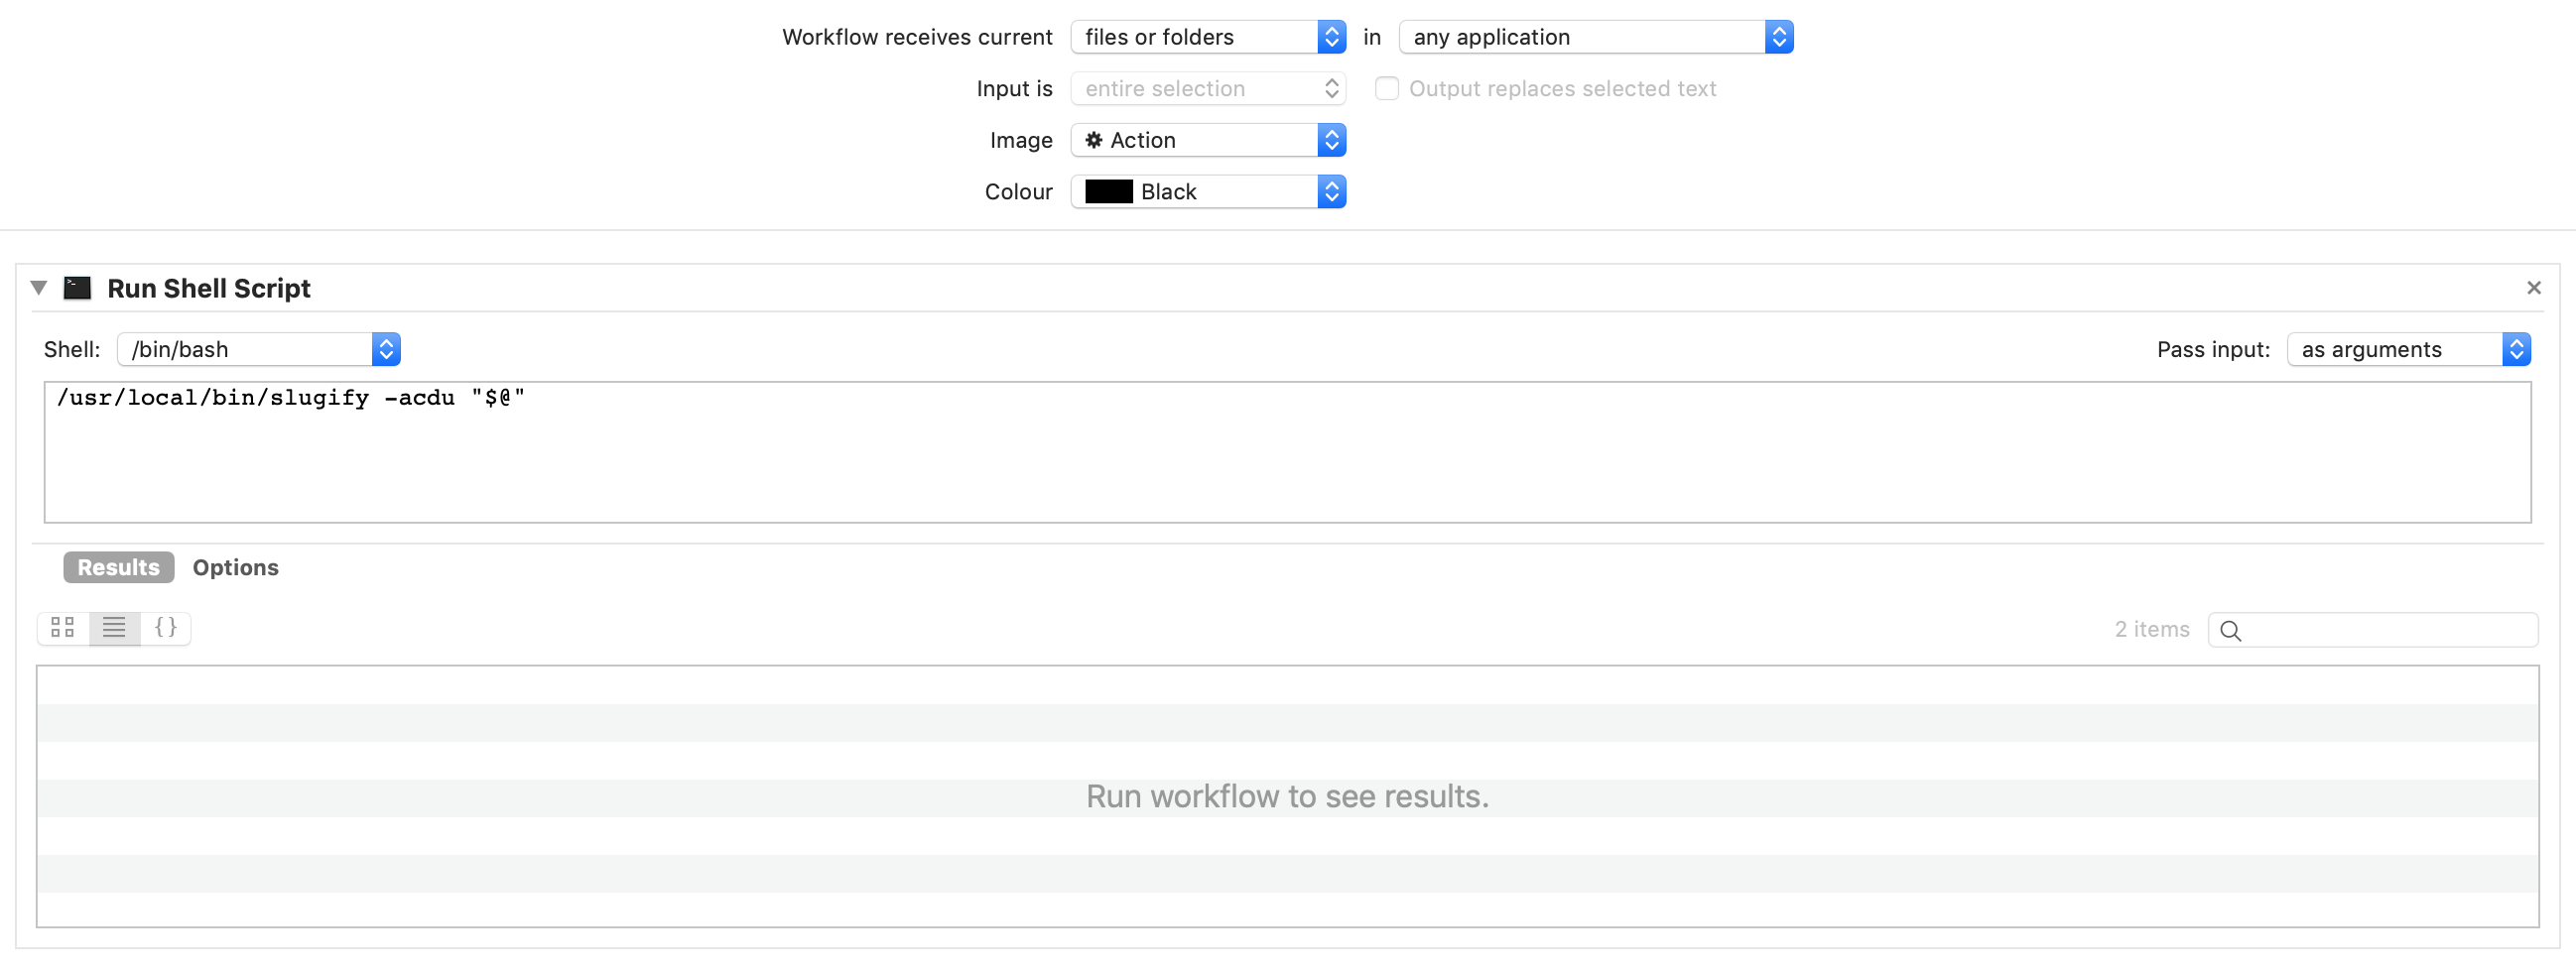 Workflow receives current files or folders in any application
Input is entire selection Output replaces selected text
Image Action
Colour Black
Run Shell Script
Shell: /bin/bash Pass input: as arguments
/usr/local/bin/slugify -acdu "$@"
Results Options
{} 2 items
Run workflow to see results.